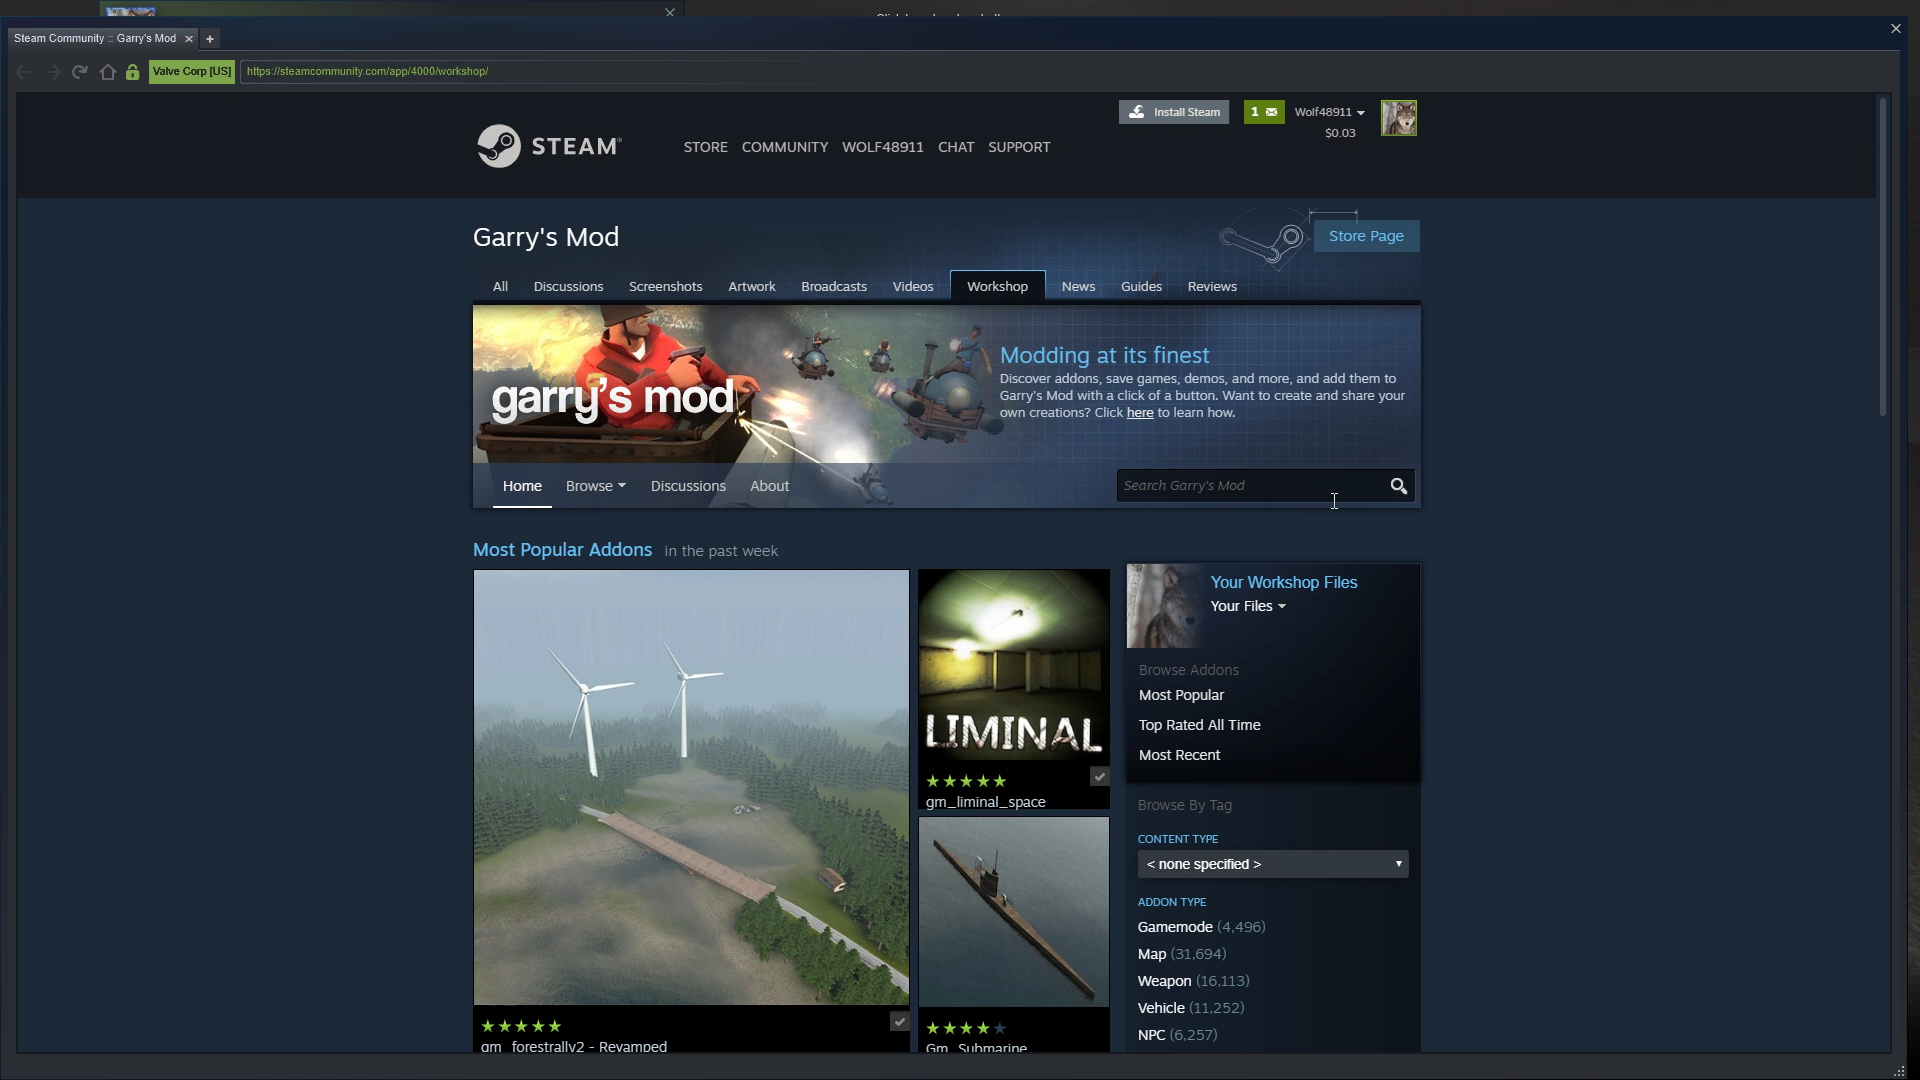 Steam Community :: Garry's Mod
Valve Corp [US]
https://steamcommunity.com/app/4000/workshop/
Install Steam
1
Wolf48911
$0.03
STEAM
STORE COMMUNITY WOLF48911 CHAT SUPPORT
Garry's Mod
Store Page
All Discussions Screenshots Artwork Broadcasts Videos Workshop News Guides Reviews
garry's mod
Modding at its finest
Discover addons, save games, demos, and more, and add them to
Garry's Mod with a click of a button. Want to create and share your
own creations? Click here to learn how.
Home Browse Discussions About
Search Garry's Mod
Most Popular Addons in the past week
LIMINAL
gm_liminal_space
gm_forestrally2 - Revamped
Gm_Submarine
Your Workshop Files
Your Files
Browse Addons
Most Popular
Top Rated All Time
Most Recent
Browse By Tag
CONTENT TYPE
< none specified >
ADDON TYPE
Gamemode (4,496)
Map (31,694)
Weapon (16,113)
Vehicle (11,252)
NPC (6,257)